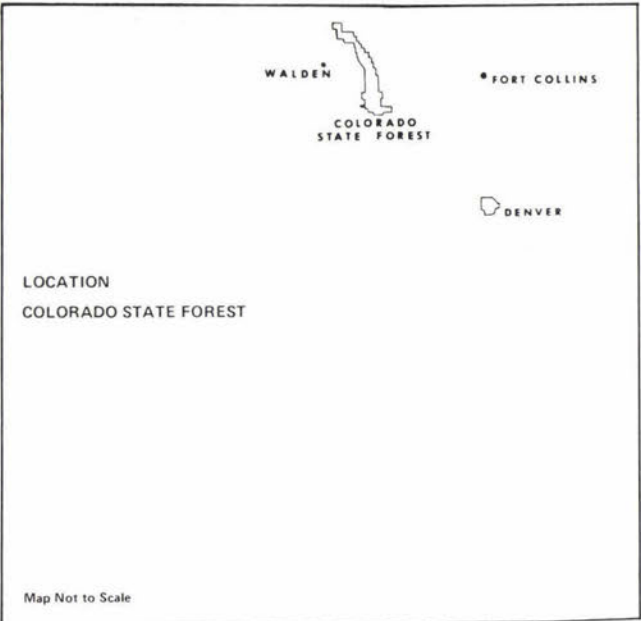 WALDEN
FORT COLLINS
COLORADO
STATE FOREST
DENVER
LOCATION
COLORADO STATE FOREST
Map Not to Scale